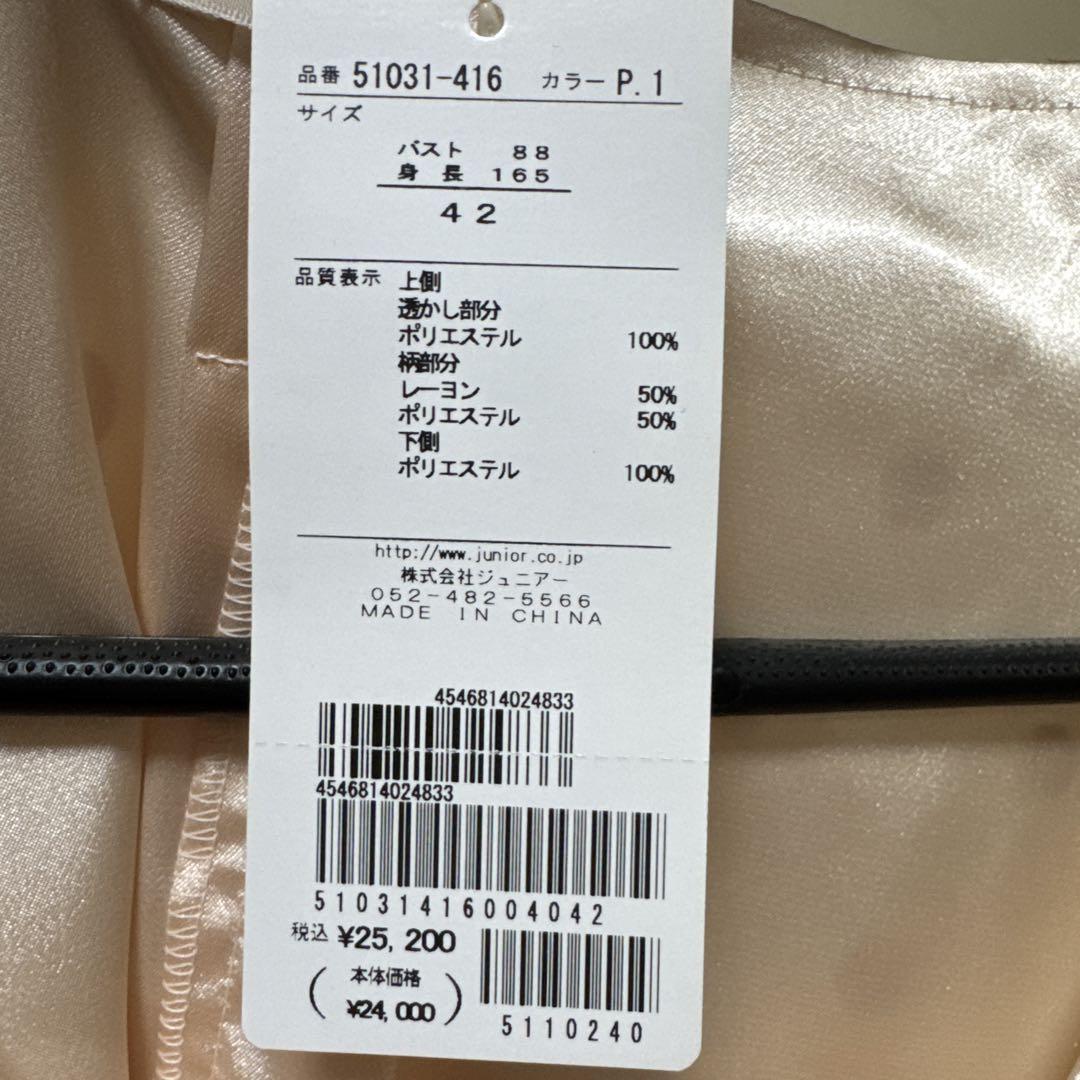 品番 51031-416 カラー P.1
サイズ
バスト 88
身長 165
42
品質表示 上側
透かし部分
ポリエステル 100%
柄部分
レーヨン 50%
ポリエステル 50%
下側
ポリエステル 100%
http://www.junior.co.jp
株式会社ジュニアー
052-482-5566
MADE IN CHINA
4546814024833
4546814024833
51031416004042
税込 ¥25,200
(本体価格
¥24,000)
5110240